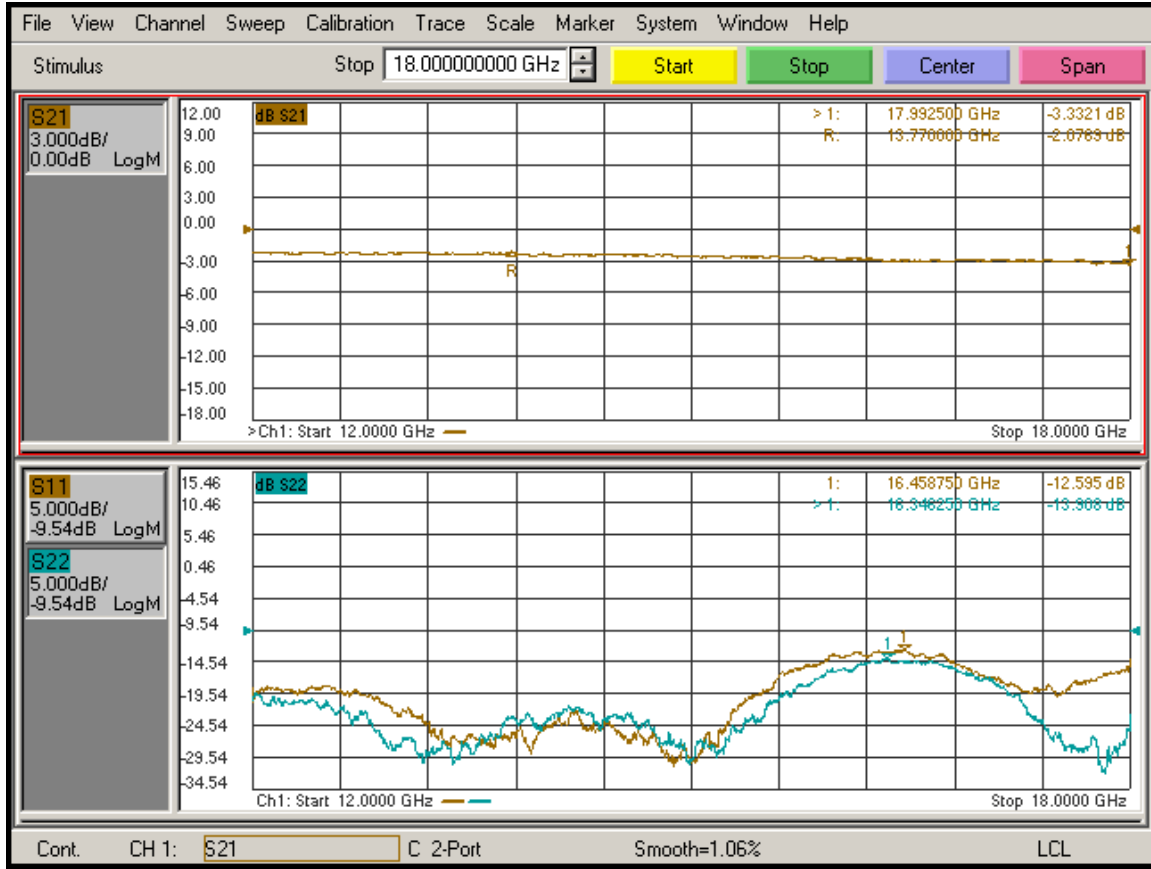 File View Channel Sweep Calibration Trace Scale Marker System Window Help
Stimulus Stop 18.000000000 GHz Start Stop Center Span
S21
3.000dB/
0.00dB LogM
12.00
9.00
6.00
3.00
0.00
-3.00
-6.00
-9.00
-12.00
-15.00
-18.00
dB S21
> 1: 17.992500 GHz -3.3321 dB
R: 13.770000 GHz -2.0769 dB
R
1
>Ch1: Start 12.0000 GHz
Stop 18.0000 GHz
S11
5.000dB/
-9.54dB LogM
S22
5.000dB/
-9.54dB LogM
15.46
10.46
5.46
0.46
-4.54
-9.54
-14.54
-19.54
-24.54
-29.54
-34.54
dB S22
1: 16.458750 GHz -12.595 dB
> 1: GHz -13.908 dB
1
1
Ch1: Start 12.0000 GHz
Stop 18.0000 GHz
Cont. CH 1: S21 C 2-Port Smooth=1.06% LCL